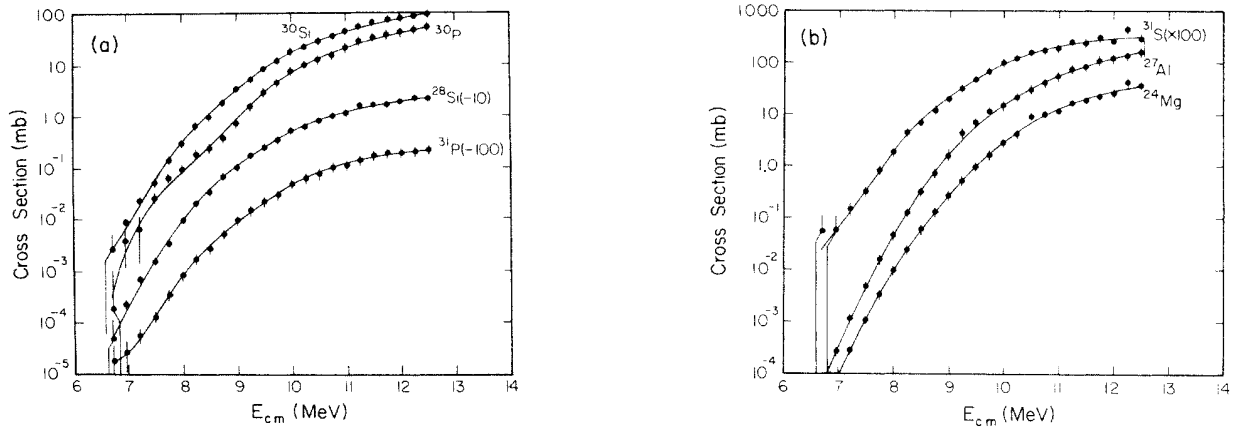 (a)
Cross Section (mb)
100
10
1.0
10⁻¹
10⁻²
10⁻³
10⁻⁴
10⁻⁵
³⁰Si
³⁰P
²⁸Si(÷10)
³¹P(÷100)
6 7 8 9 10 11 12 13 14
E_cm (MeV)
(b)
Cross Section (mb)
1000
100
10
1.0
10⁻¹
10⁻²
10⁻³
10⁻⁴
³¹S(×100)
²⁷Al
²⁴Mg
6 7 8 9 10 11 12 13 14
E_cm (MeV)